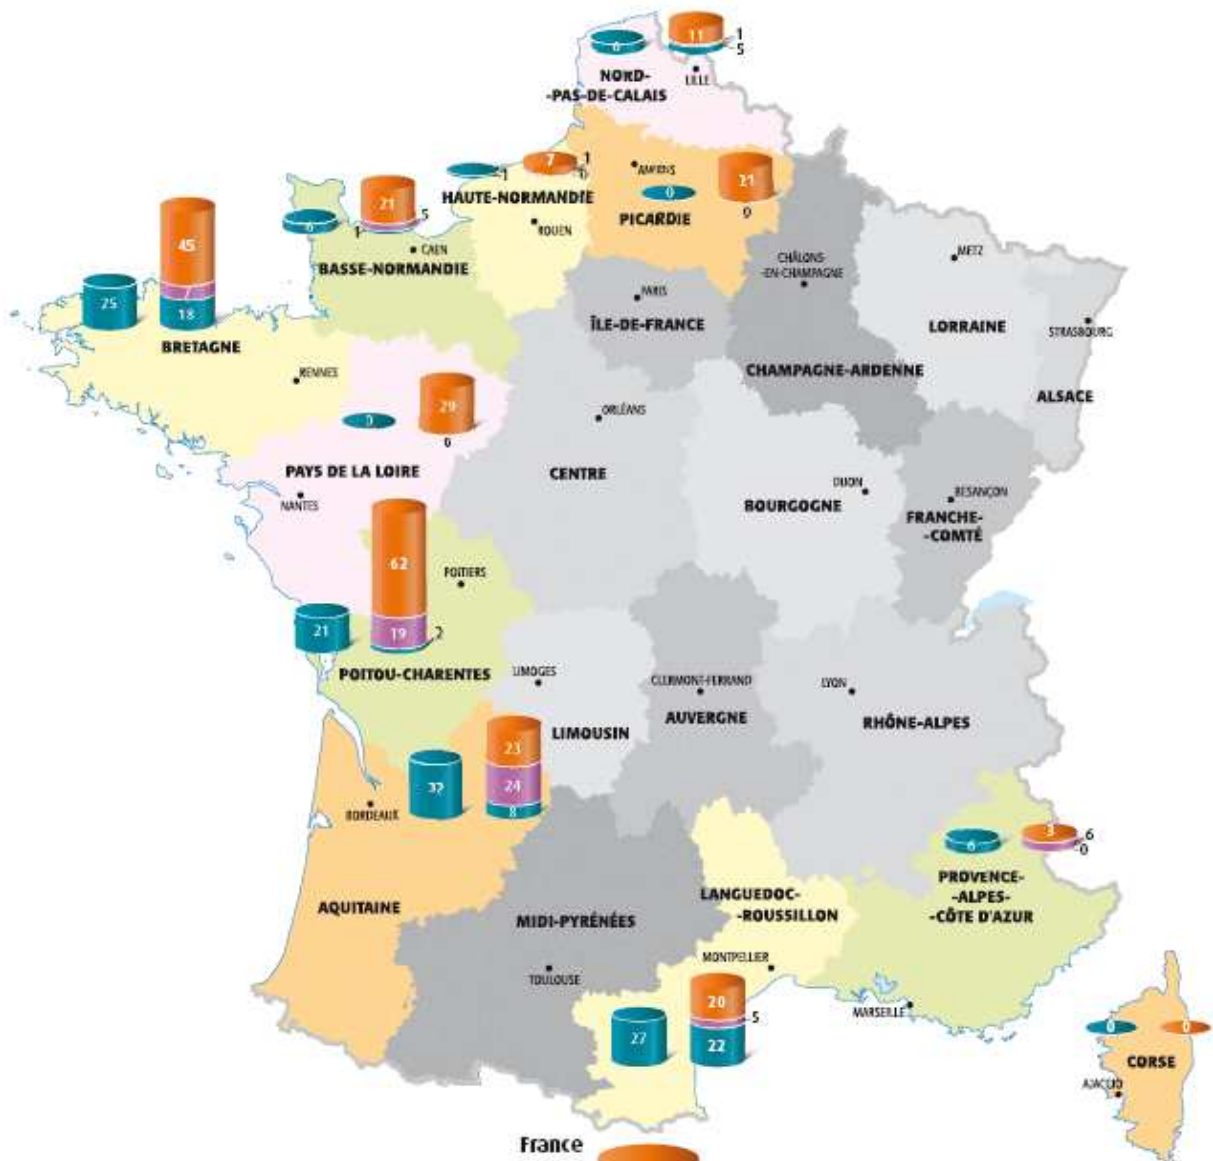 11
1
6
5
NORD-
-PAS-DE-CALAIS
LILLE
7
1
0
1
AMIENS
21
0
0
HAUTE-NORMANDIE
PICARDIE
ROUEN
21
5
6
1
CAEN
BASSE-NORMANDIE
45
7
18
25
BRETAGNE
RENNES
CHÂLONS
-EN-CHAMPAGNE
METZ
PARIS
ÎLE-DE-FRANCE
LORRAINE
STRASBOURG
CHAMPAGNE-ARDENNE
ALSACE
29
0
0
ORLÉANS
PAYS DE LA LOIRE
CENTRE
NANTES
DIJON
BOURGOGNE
BESANÇON
FRANCHE-
-COMTÉ
62
19
2
21
POITIERS
POITOU-CHARENTES
LIMOGES
CLERMONT-FERRAND
LYON
AUVERGNE
RHÔNE-ALPES
LIMOUSIN
23
24
8
32
BORDEAUX
3
6
0
6
PROVENCE-
-ALPES-
-CÔTE D'AZUR
LANGUEDOC-
-ROUSSILLON
AQUITAINE
MIDI-PYRÉNÉES
MONTPELLIER
TOULOUSE
MARSEILLE
20
5
22
27
0
0
CORSE
AJACCIO
France